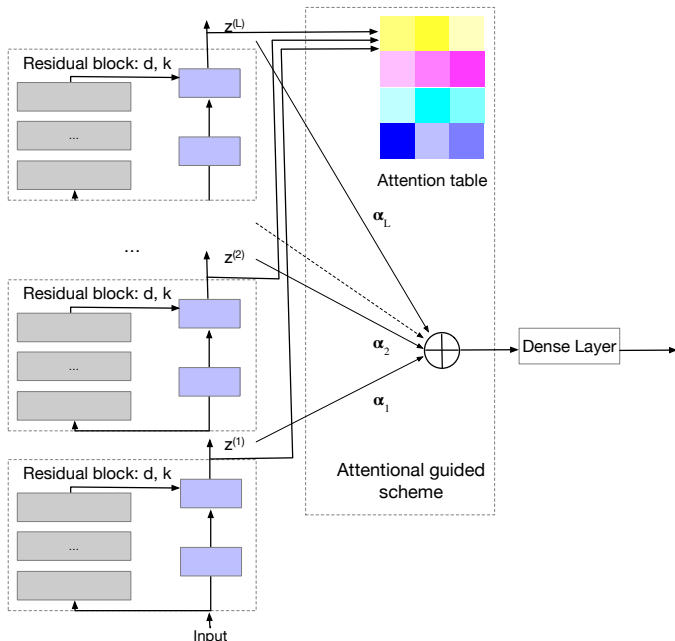 z(L)
Residual block: d, k
...
Attention table
αL
...
z(2)
Residual block: d, k
...
α2
Dense Layer
α1
z(1)
Residual block: d, k
Attentional guided
scheme
...
Input